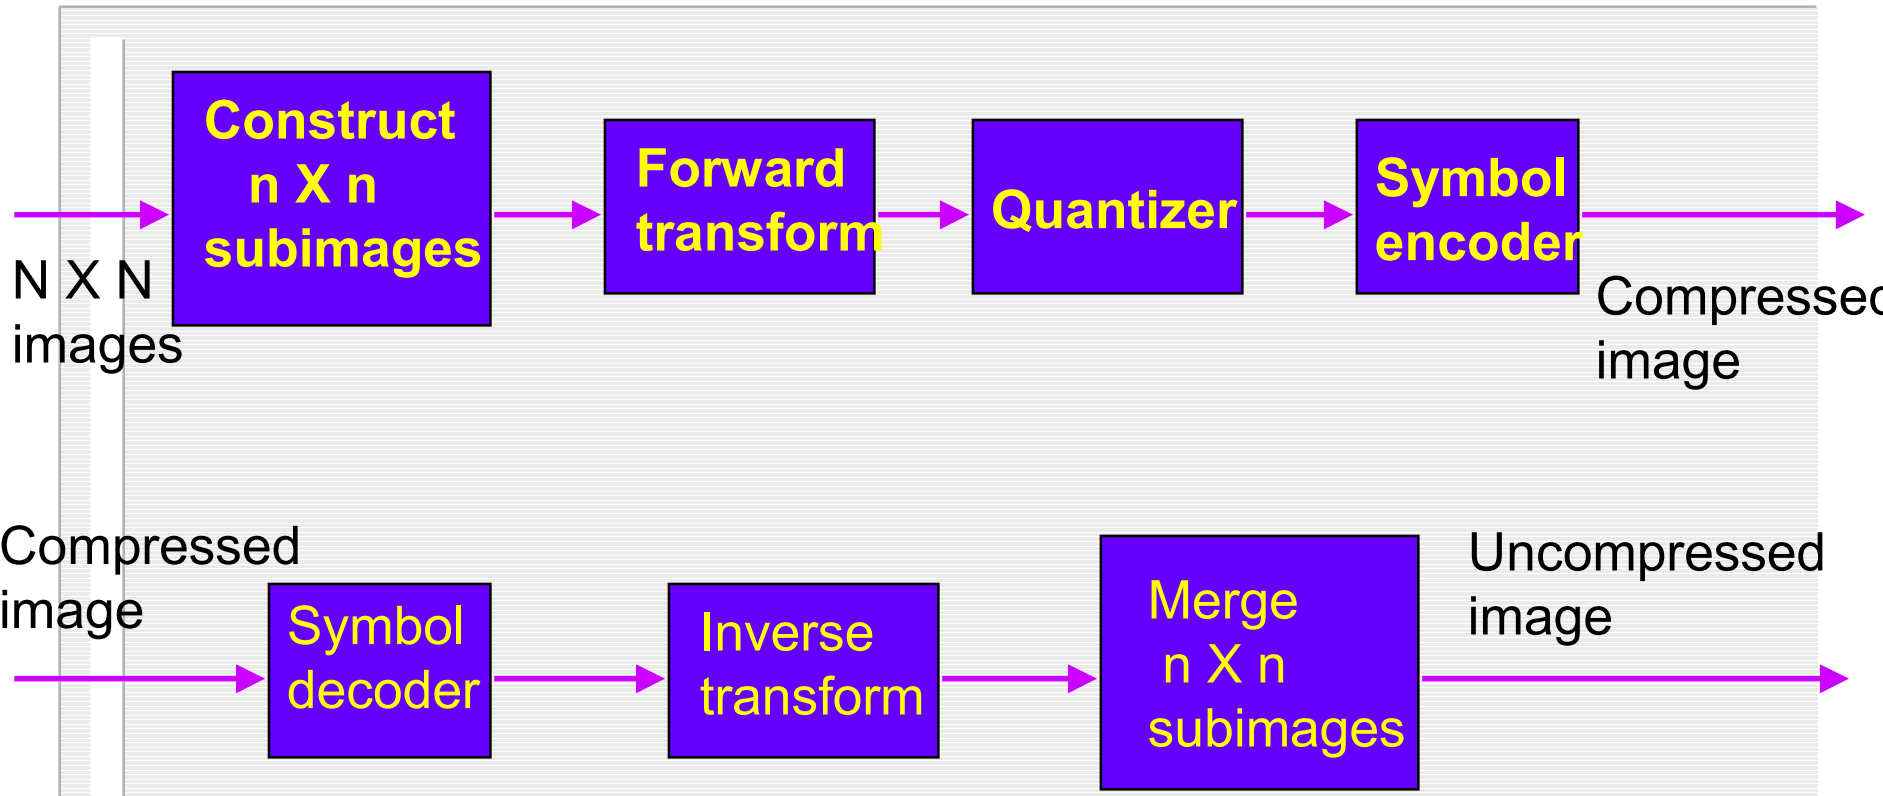 Construct
n X n
subimages
Forward
transform
Quantizer
Symbol
encoder
N X N
images
Compressed
image
Compressed
image
Symbol
decoder
Inverse
transform
Merge
n X n
subimages
Uncompressed
image